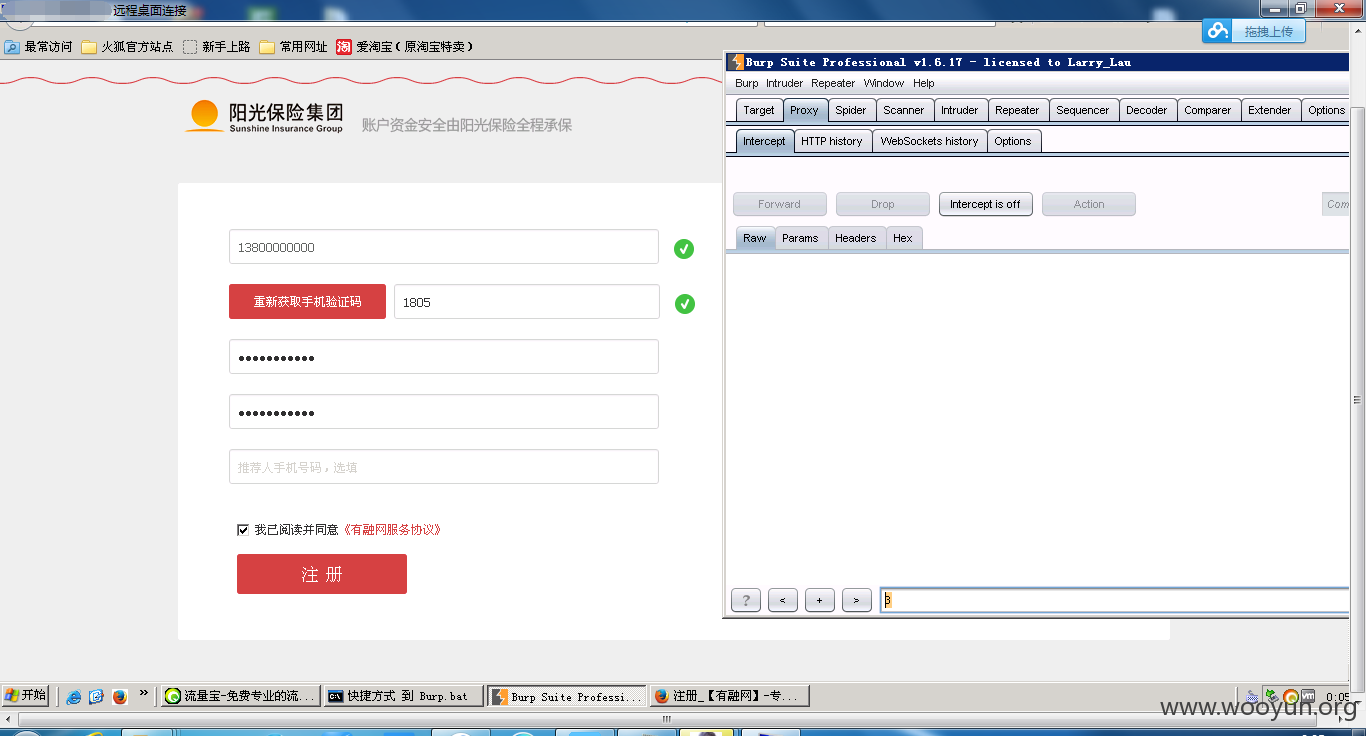 远程桌面连接
最常访问 火狐官方站点 新手上路 常用网址 淘 爱淘宝（原淘宝特卖）
拖拽上传
阳光保险集团
Sunshine Insurance Group
账户资金安全由阳光保险全程承保
13800000000
重新获取手机验证码 1805
●●●●●●●●●●●
●●●●●●●●●●●
推荐人手机号码，选填
我已阅读并同意《有融网服务协议》
注 册
Burp Suite Professional v1.6.17 - licensed to Larry_Lau
Burp Intruder Repeater Window Help
Target Proxy Spider Scanner Intruder Repeater Sequencer Decoder Comparer Extender Options
Intercept HTTP history WebSockets history Options
Forward Drop Intercept is off Action Com
Raw Params Headers Hex
? < + > 3
开始 » 流量宝-免费专业的流... 快捷方式 到 Burp.bat Burp Suite Professi... 注册_【有融网】-专... 0:05
www.wooyun.org